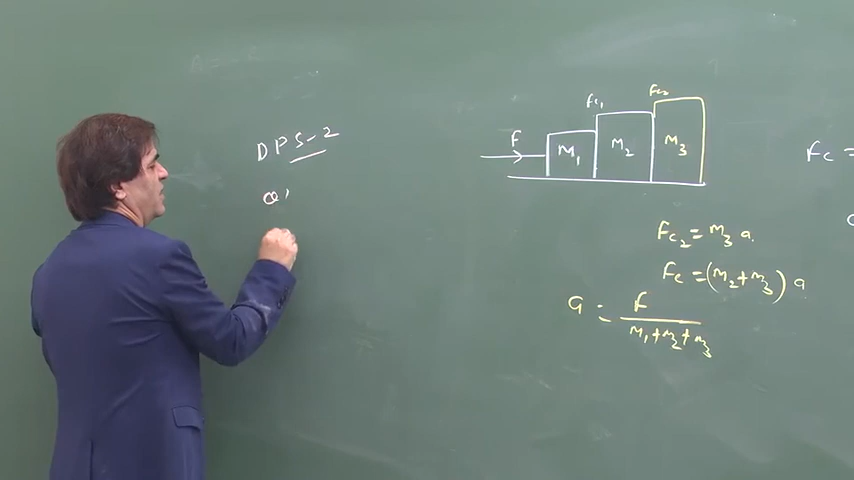 DPS-2
Q1
F
Fc₁
Fc₂
M₁ M₂ M₃
Fc =
Fc₂ = M₃ a
Fc = (M₂+M₃) a
a = F / M₁+M₂+M₃